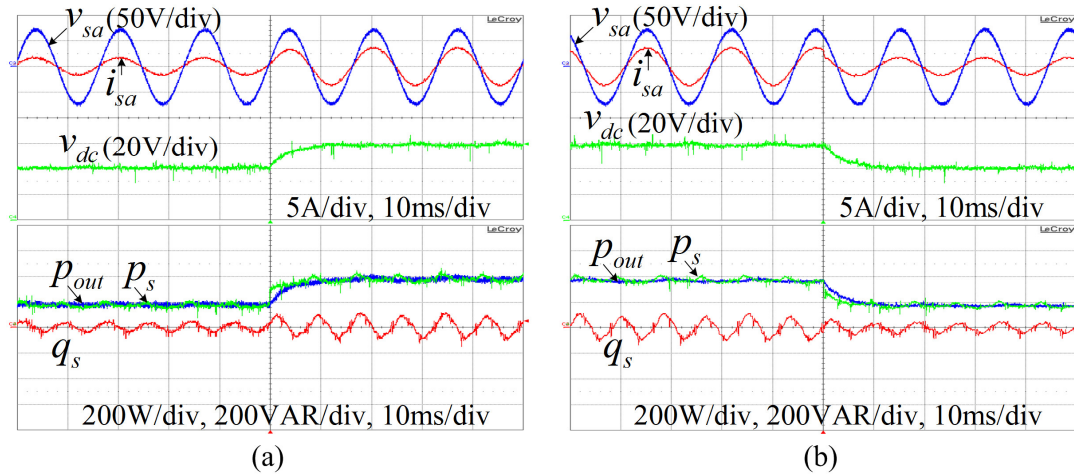 LeCroy
v_sa (50V/div)
i_sa
v_dc (20V/div)
5A/div, 10ms/div
LeCroy
p_out p_s
q_s
200W/div, 200VAR/div, 10ms/div
(a)
LeCroy
v_sa (50V/div)
i_sa
v_dc (20V/div)
5A/div, 10ms/div
LeCroy
p_out p_s
q_s
200W/div, 200VAR/div, 10ms/div
(b)